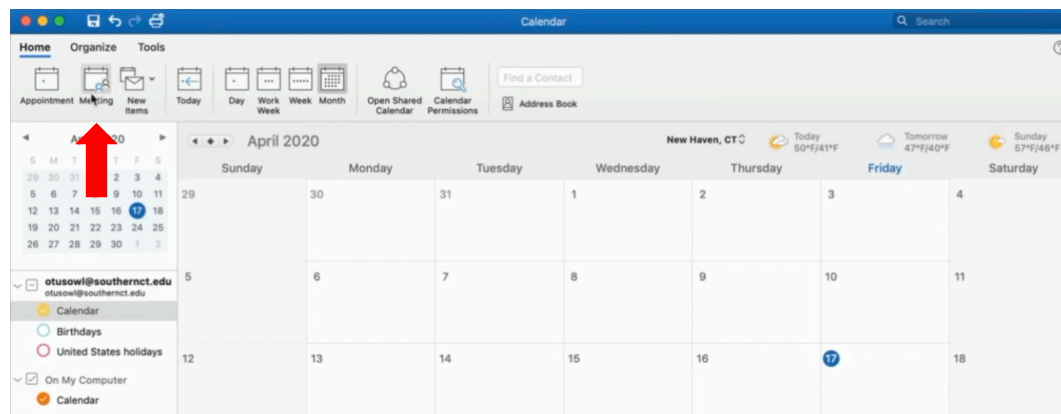 Calendar
Search
Home Organize Tools
Appointment Meeting New Items Today Day Work Week Week Month Open Shared Calendar Calendar Permissions Find a Contact
Address Book
20
April 2020
New Haven, CT
Today 50°F/41°F
Tomorrow 47°F/40°F
Sunday 57°F/46°F
S M T T F S
Sunday Monday Tuesday Wednesday Thursday Friday Saturday
29 30 31 2 3 4
5 6 7 9 10 11
12 13 14 15 16 17 18
19 20 21 22 23 24 25
26 27 28 29 30 1 2
29 30 31 1 2 3 4
otusowl@southernct.edu
otusowl@southernct.edu
Calendar
Birthdays
United States holidays
On My Computer
Calendar
5 6 7 8 9 10 11
12 13 14 15 16 17 18